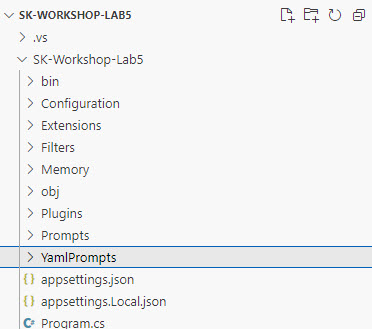 SK-WORKSHOP-LAB5
.vs
SK-Workshop-Lab5
bin
Configuration
Extensions
Filters
Memory
obj
Plugins
Prompts
YamlPrompts
{} appsettings.json
{} appsettings.Local.json
Program.cs